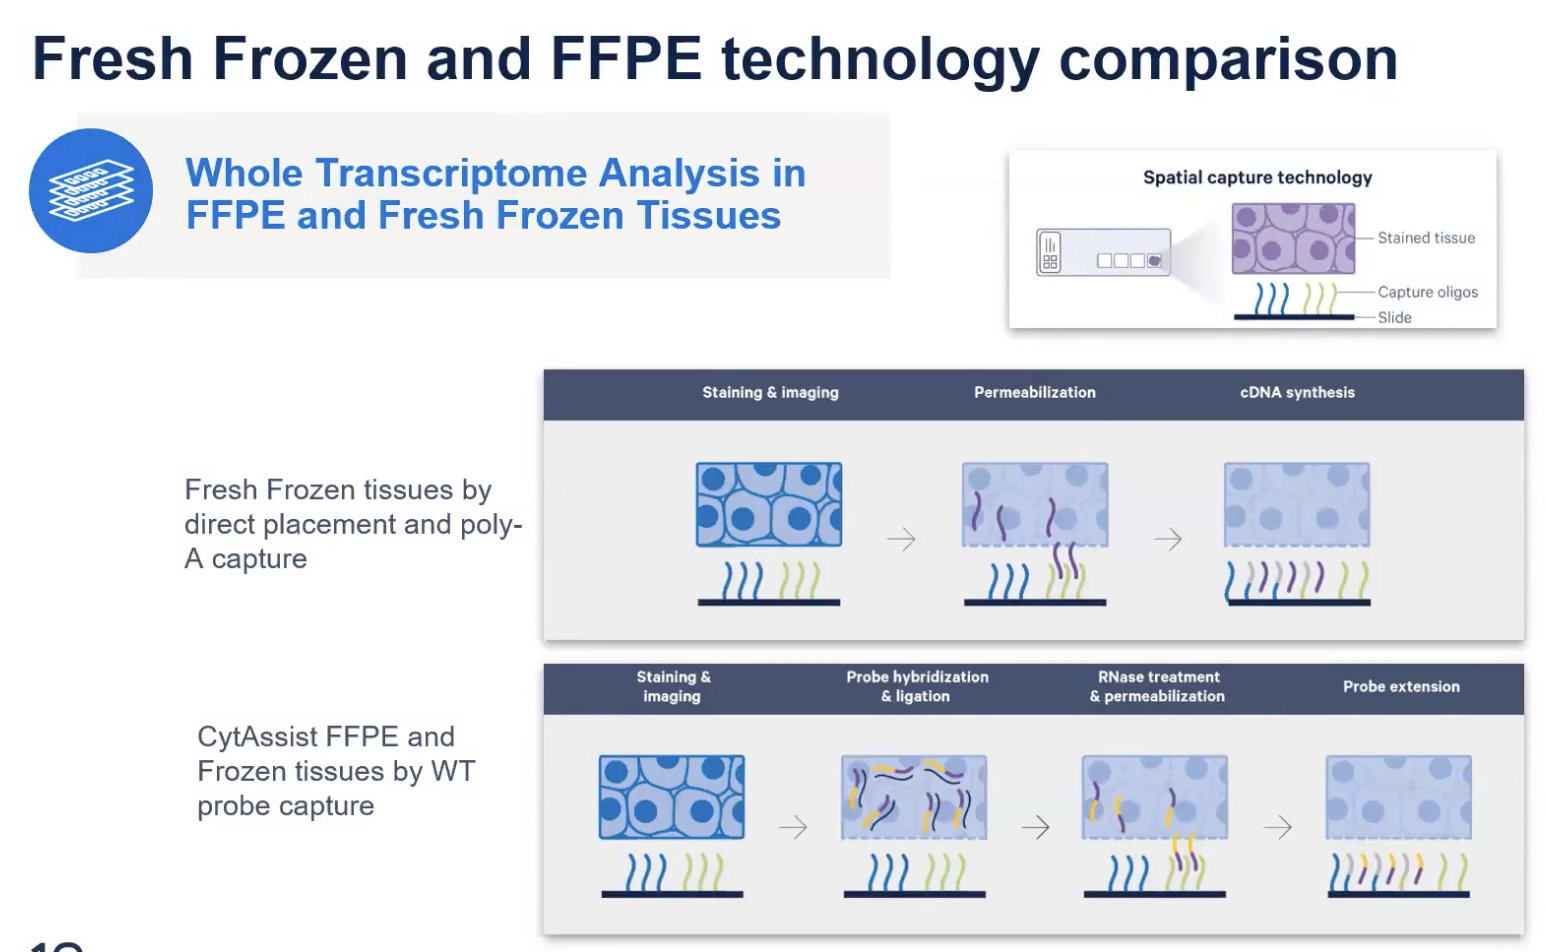 Fresh Frozen and FFPE technology comparison
Whole Transcriptome Analysis in
FFPE and Fresh Frozen Tissues
Spatial capture technology
Stained tissue
Capture oligos
Slide
Staining & imaging
Permeabilization
cDNA synthesis
Fresh Frozen tissues by
direct placement and poly-
A capture
Staining &
imaging
Probe hybridization
& ligation
RNase treatment
& permeabilization
Probe extension
CytAssist FFPE and
Frozen tissues by WT
probe capture